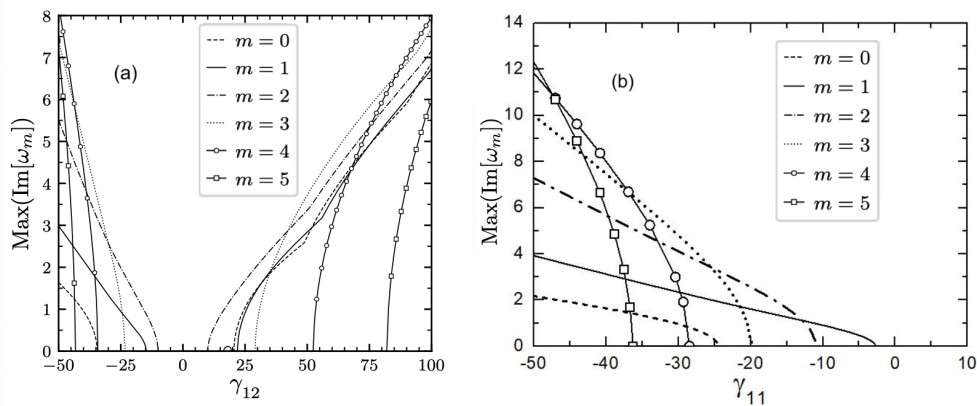 (a)
m = 0
m = 1
m = 2
m = 3
m = 4
m = 5
Max(Im[ω_m])
8
7
6
5
4
3
2
1
0
−50 −25 0 25 50 75 100
γ_12
(b)
m = 0
m = 1
m = 2
m = 3
m = 4
m = 5
Max(Im[ω_m])
14
12
10
8
6
4
2
0
-50 -40 -30 -20 -10 0 10
γ_11